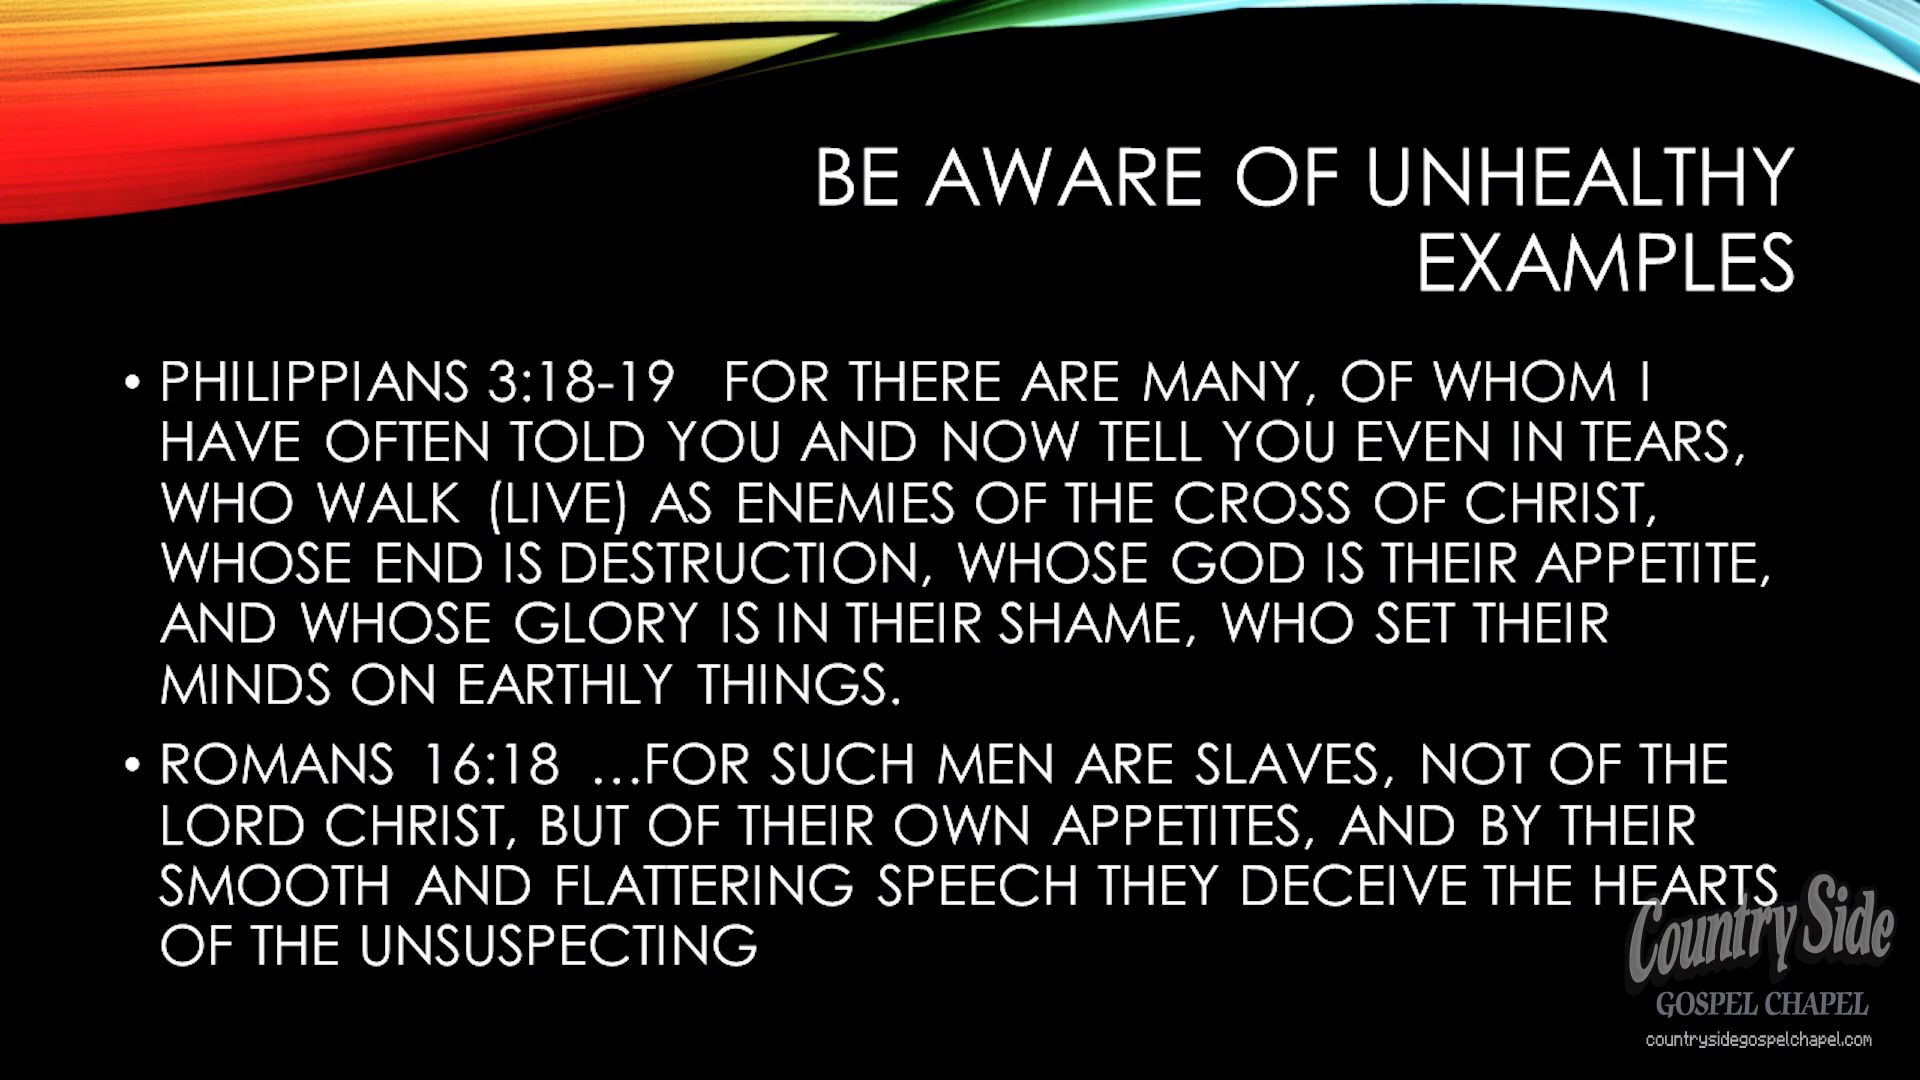 BE AWARE OF UNHEALTHY
EXAMPLES
• PHILIPPIANS 3:18-19 FOR THERE ARE MANY, OF WHOM I
HAVE OFTEN TOLD YOU AND NOW TELL YOU EVEN IN TEARS,
WHO WALK (LIVE) AS ENEMIES OF THE CROSS OF CHRIST,
WHOSE END IS DESTRUCTION, WHOSE GOD IS THEIR APPETITE,
AND WHOSE GLORY IS IN THEIR SHAME, WHO SET THEIR
MINDS ON EARTHLY THINGS.
• ROMANS 16:18 ...FOR SUCH MEN ARE SLAVES, NOT OF THE
LORD CHRIST, BUT OF THEIR OWN APPETITES, AND BY THEIR
SMOOTH AND FLATTERING SPEECH THEY DECEIVE THE HEARTS
OF THE UNSUSPECTING
Country Side
GOSPEL CHAPEL
countrysidegospelchapel.com